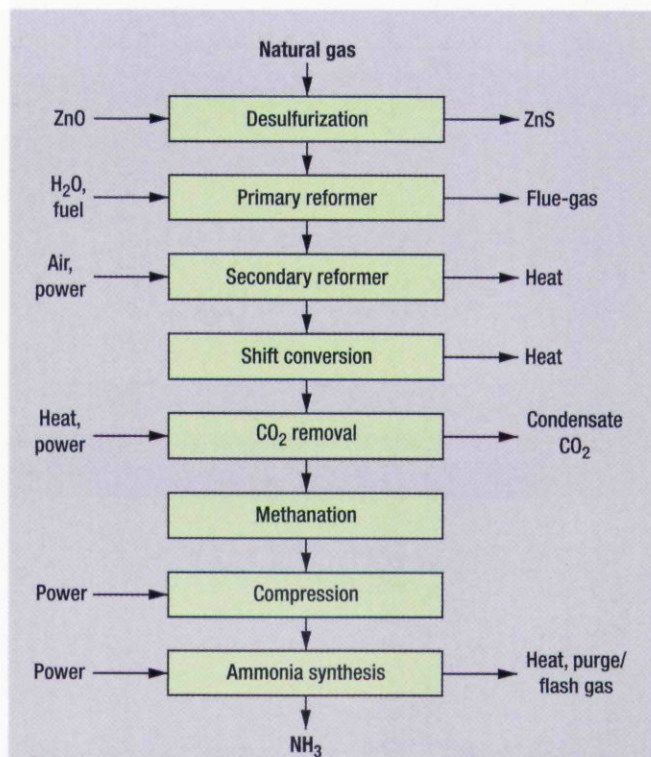 Natural gas
ZnO
Desulfurization
ZnS
H₂O,
fuel
Primary reformer
Flue-gas
Air,
power
Secondary reformer
Heat
Shift conversion
Heat
Heat,
power
CO₂ removal
Condensate
CO₂
Methanation
Power
Compression
Power
Ammonia synthesis
Heat, purge/
flash gas
NH₃